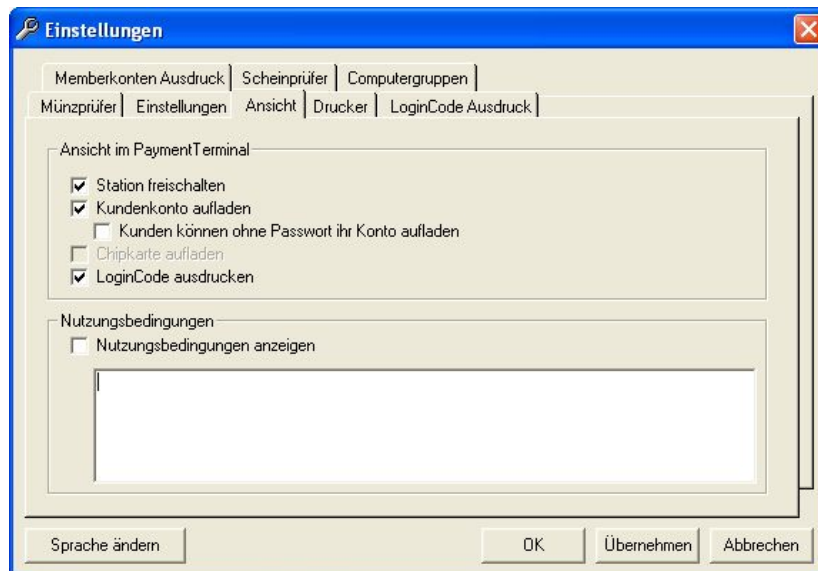 Einstellungen
Memberkonten Ausdruck Scheinprüfer Computergruppen
Münzprüfer Einstellungen Ansicht Drucker LoginCode Ausdruck
Ansicht im PaymentTerminal
Station freischalten
Kundenkonto aufladen
Kunden können ohne Passwort ihr Konto aufladen
Chipkarte aufladen
LoginCode ausdrucken
Nutzungsbedingungen
Nutzungsbedingungen anzeigen
Sprache ändern OK Übernehmen Abbrechen